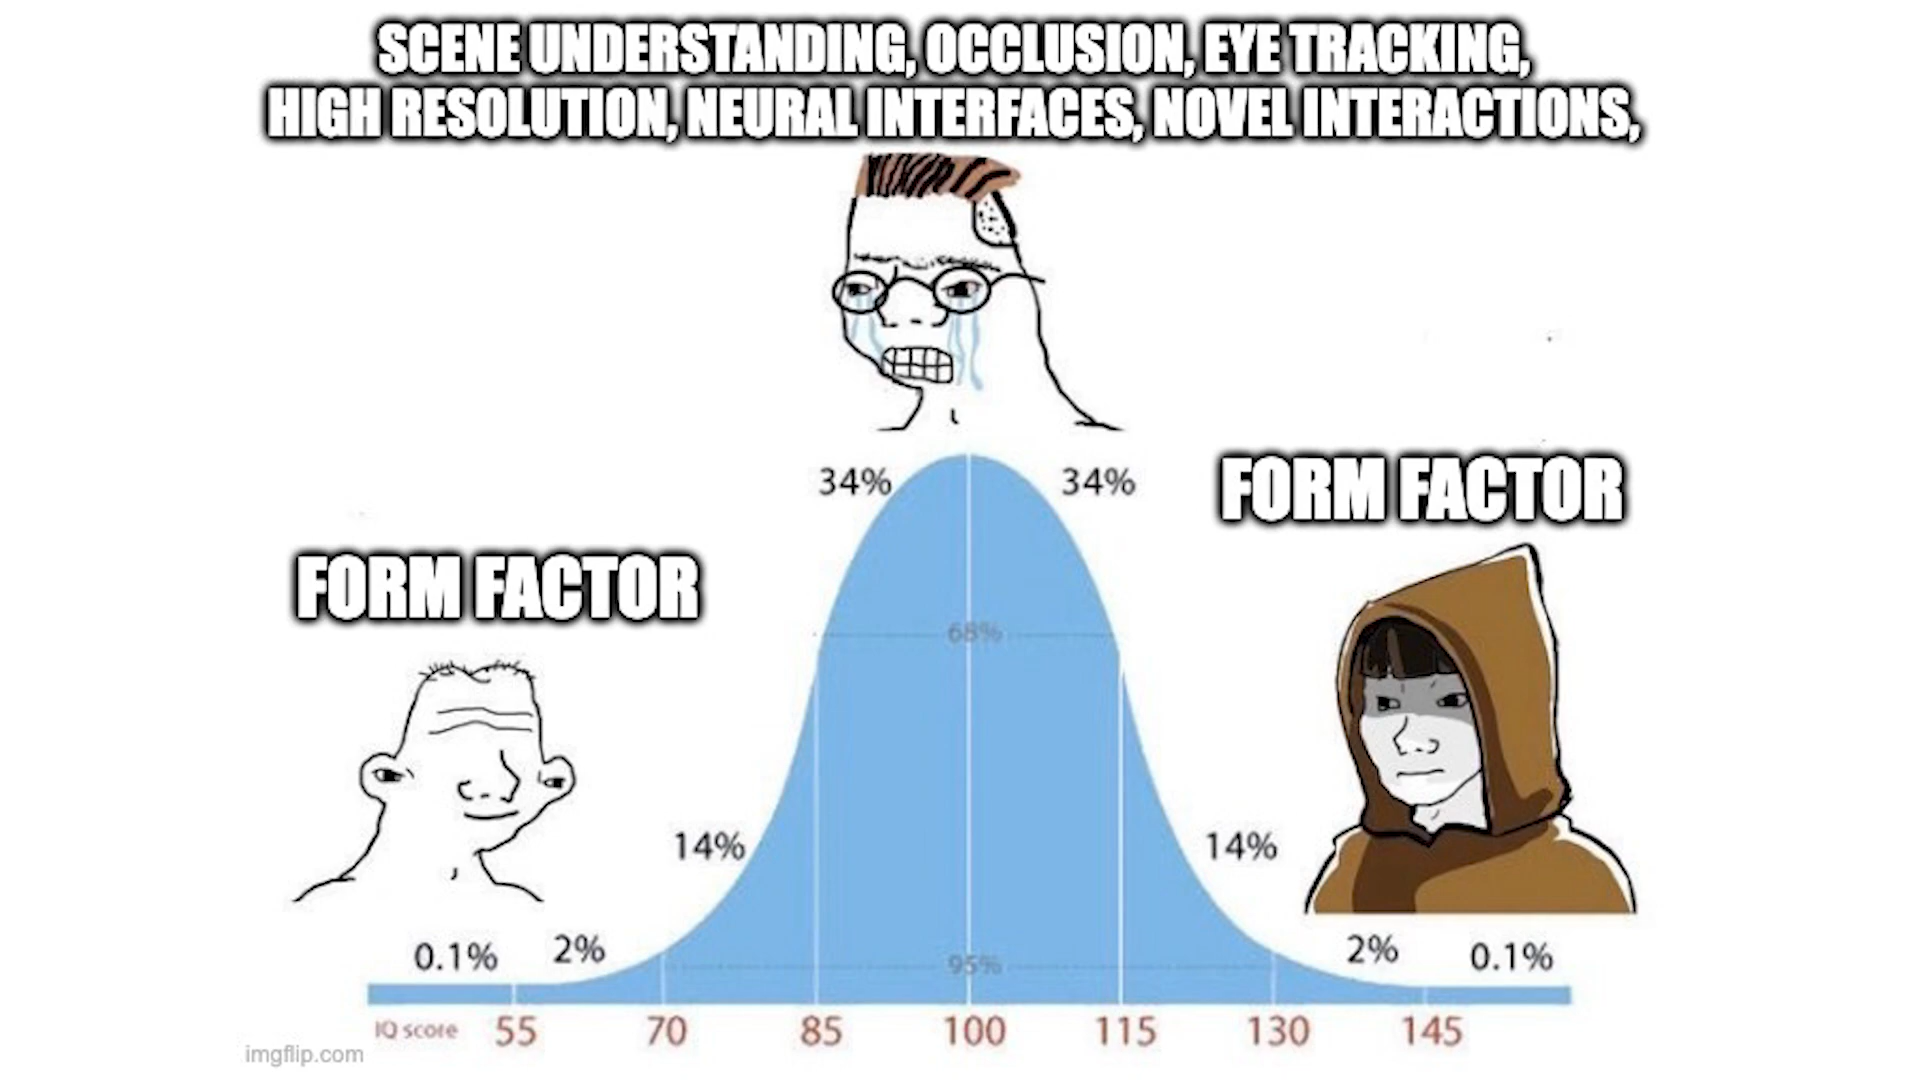 SCENE UNDERSTANDING, OCCLUSION, EYE TRACKING,
HIGH RESOLUTION, NEURAL INTERFACES, NOVEL INTERACTIONS,
34% 34%
FORM FACTOR
FORM FACTOR
68%
14% 14%
0.1% 2% 95% 2% 0.1%
IQ score 55 70 85 100 115 130 145
imgflip.com